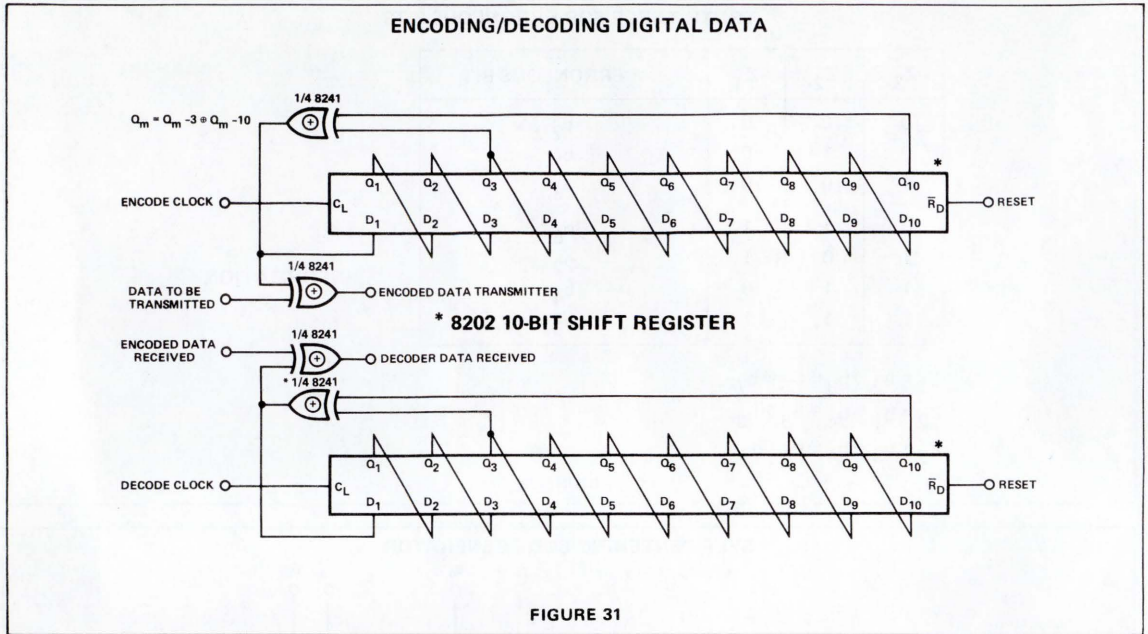 ENCODING/DECODING DIGITAL DATA
1/4 8241
Qm = Qm −3 ⊕ Qm −10
*
Q1 Q2 Q3 Q4 Q5 Q6 Q7 Q8 Q9 Q10
ENCODE CLOCK
CL
R̅D
RESET
D1 D2 D3 D4 D5 D6 D7 D8 D9 D10
1/4 8241
DATA TO BE
TRANSMITTED
ENCODED DATA TRANSMITTER
* 8202 10-BIT SHIFT REGISTER
1/4 8241
ENCODED DATA
RECEIVED
DECODER DATA RECEIVED
* 1/4 8241
*
Q1 Q2 Q3 Q4 Q5 Q6 Q7 Q8 Q9 Q10
DECODE CLOCK
CL
R̅D
RESET
D1 D2 D3 D4 D5 D6 D7 D8 D9 D10
FIGURE 31